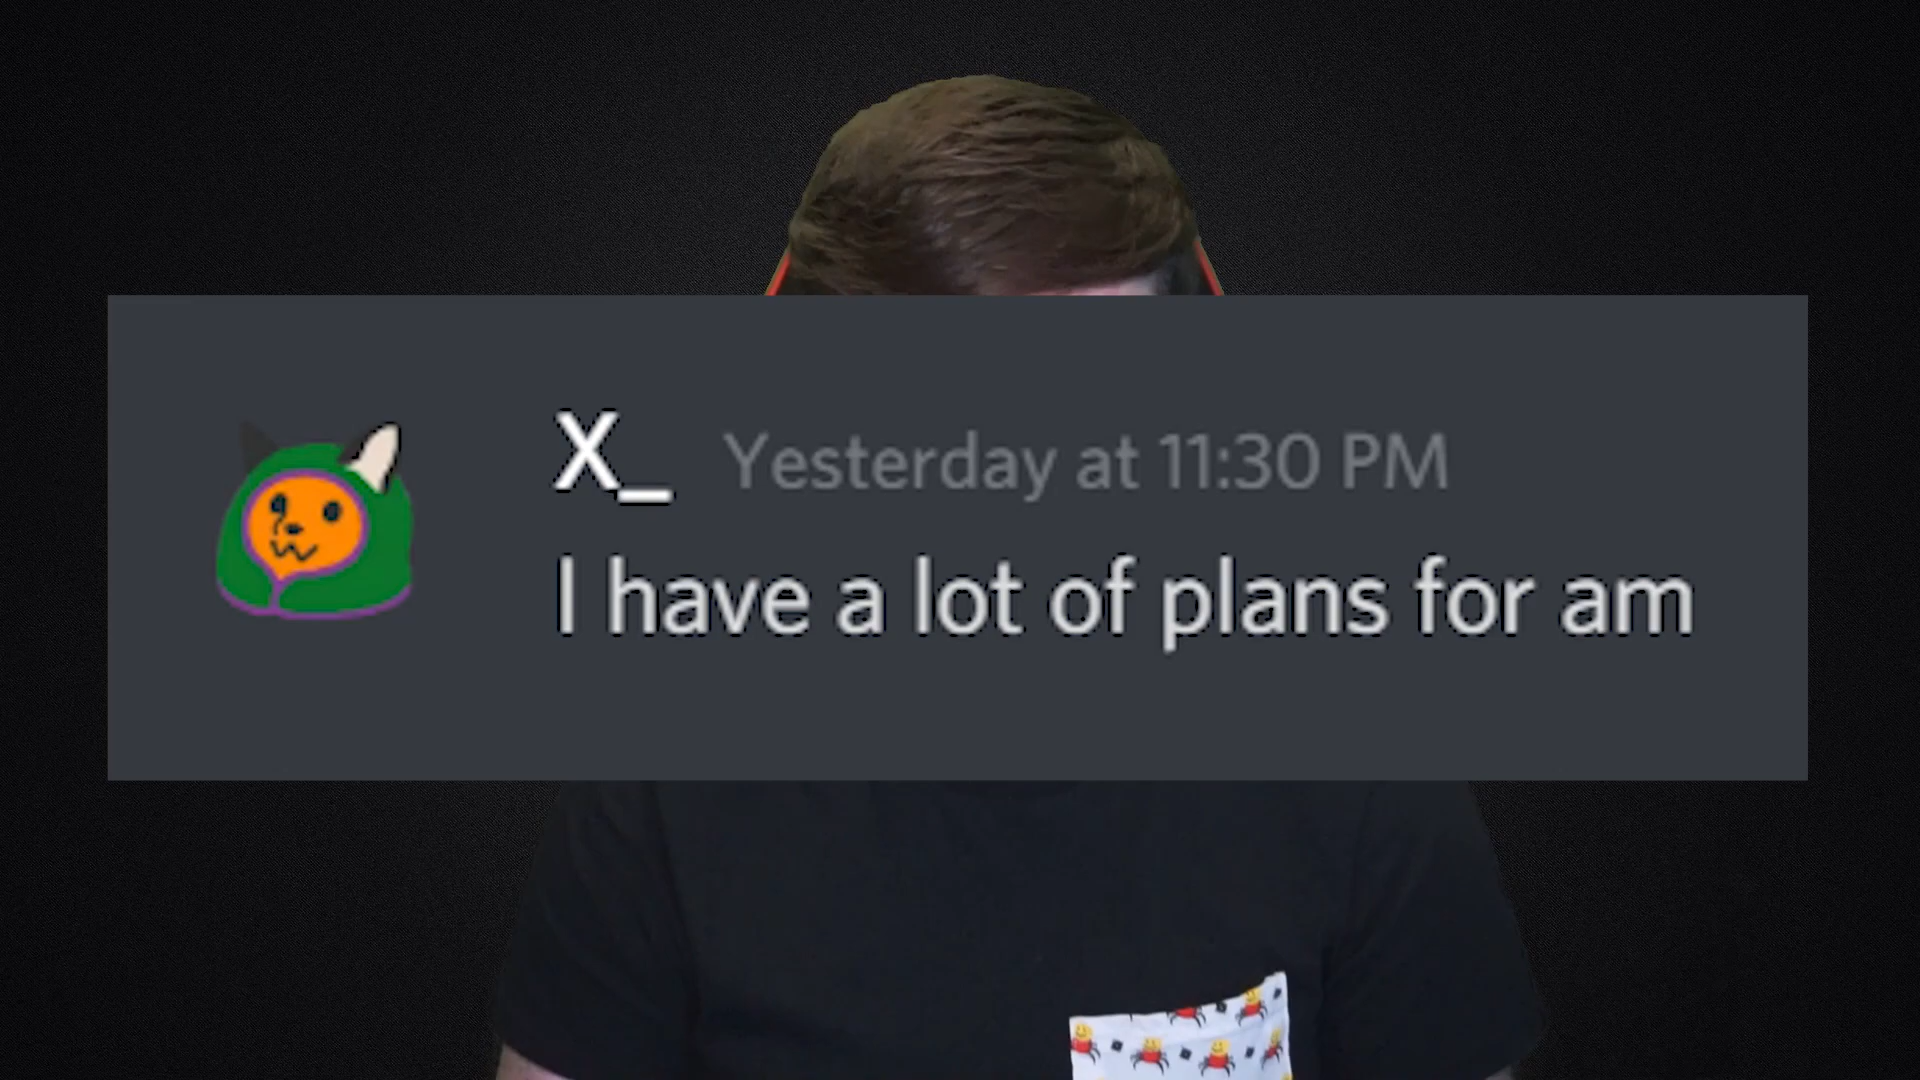 X_ Yesterday at 11:30 PM
I have a lot of plans for am